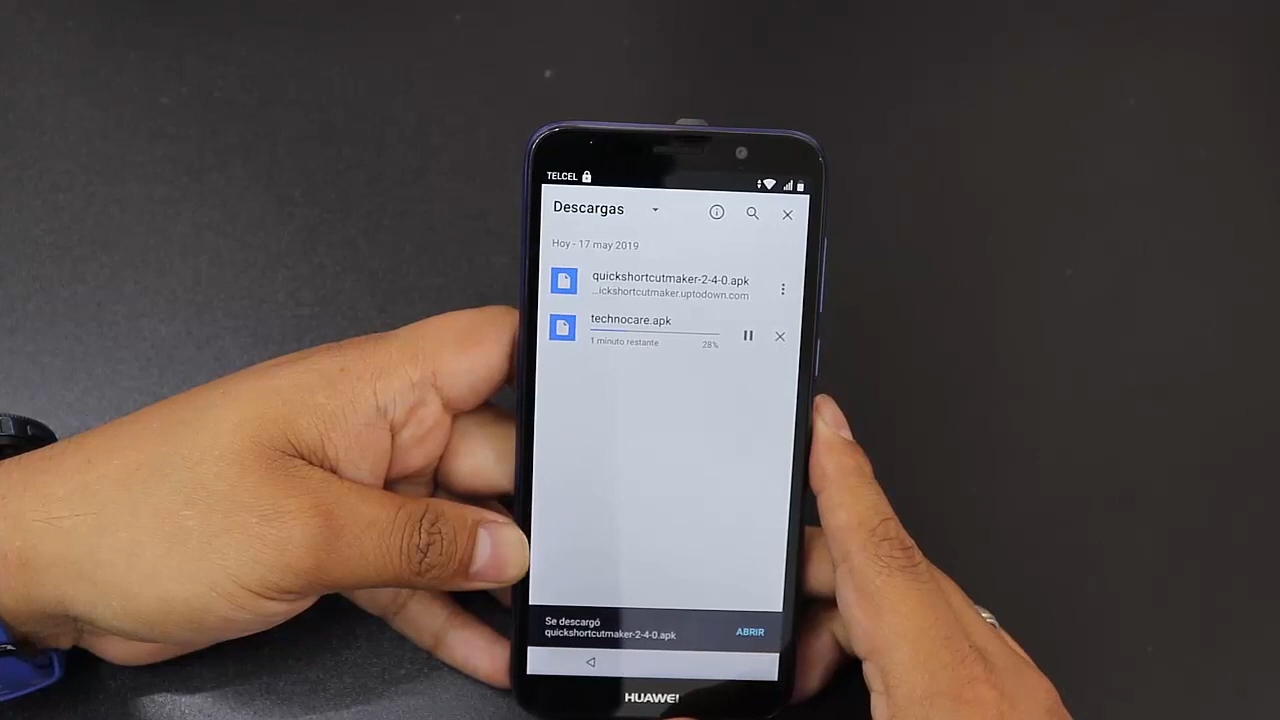 TELCEL
Descargas
Hoy - 17 may 2019
quickshortcutmaker-2-4-0.apk
...ickshortcutmaker.uptodown.com
technocare.apk
1 minuto restante
28%
Se descargó
quickshortcutmaker-2-4-0.apk
ABRIR
HUAWEI